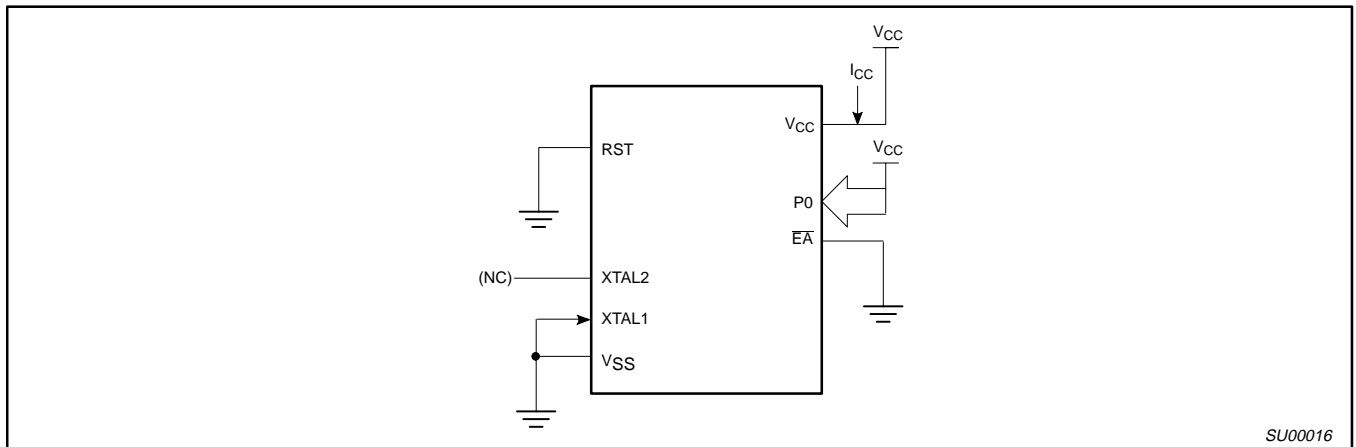 VCC
ICC
VCC
RST
VCC
P0
EA
(NC)
XTAL2
XTAL1
VSS
SU00016